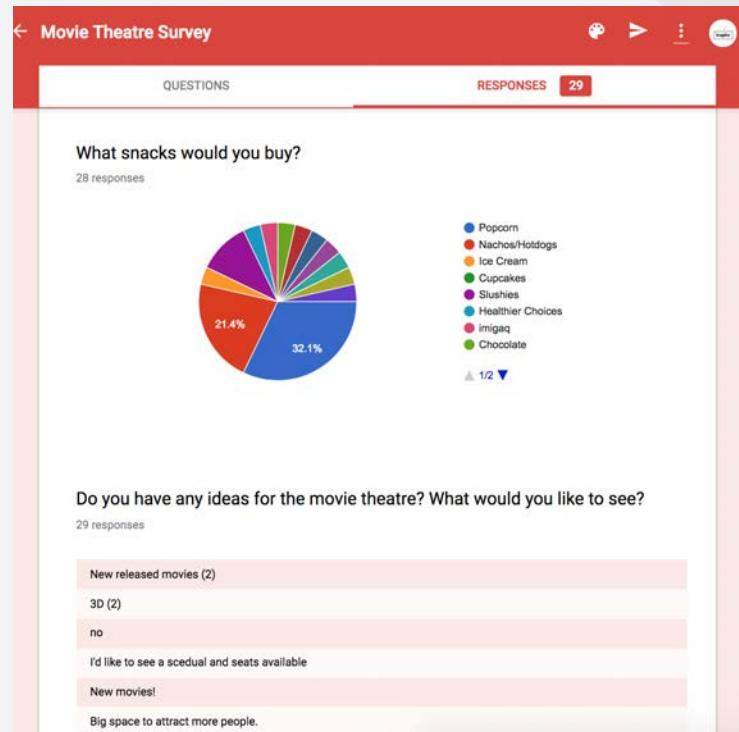 Movie Theatre Survey
QUESTIONS
RESPONSES 29
What snacks would you buy?
28 responses
21.4%
32.1%
Popcorn
Nachos/Hotdogs
Ice Cream
Cupcakes
Slushies
Healthier Choices
imigaq
Chocolate
1/2
Do you have any ideas for the movie theatre? What would you like to see?
29 responses
New released movies (2)
3D (2)
no
I'd like to see a scedual and seats available
New movies!
Big space to attract more people.